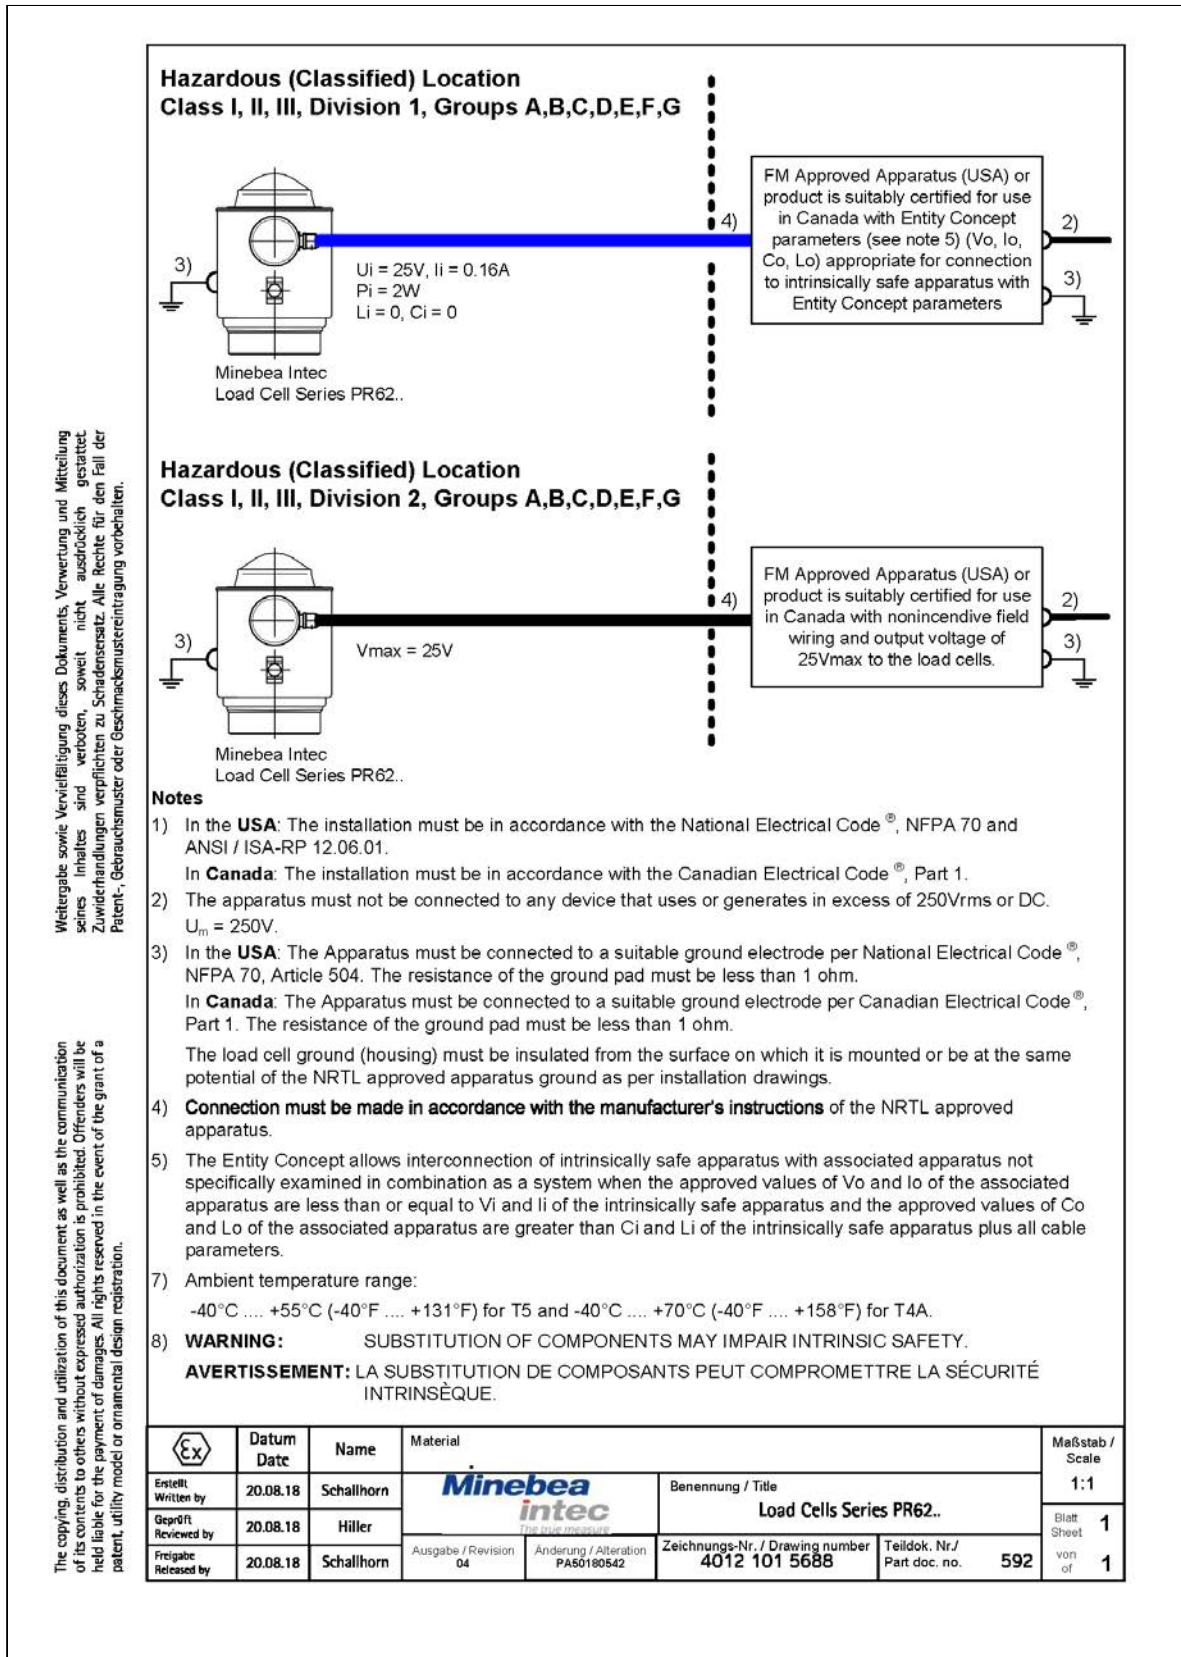 Hazardous (Classified) Location
Class I, II, III, Division 1, Groups A,B,C,D,E,F,G
3)
4)
Ui = 25V, Ii = 0.16A
Pi = 2W
Li = 0, Ci = 0
Minebea Intec
Load Cell Series PR62..
FM Approved Apparatus (USA) or
product is suitably certified for use
in Canada with Entity Concept
parameters (see note 5) (Vo, Io,
Co, Lo) appropriate for connection
to intrinsically safe apparatus with
Entity Concept parameters
2)
3)
Hazardous (Classified) Location
Class I, II, III, Division 2, Groups A,B,C,D,E,F,G
3)
4)
Vmax = 25V
Minebea Intec
Load Cell Series PR62..
FM Approved Apparatus (USA) or
product is suitably certified for use
in Canada with nonincendive field
wiring and output voltage of
25Vmax to the load cells.
2)
3)
Notes
1) In the USA: The installation must be in accordance with the National Electrical Code ®, NFPA 70 and
ANSI / ISA-RP 12.06.01.
In Canada: The installation must be in accordance with the Canadian Electrical Code ®, Part 1.
2) The apparatus must not be connected to any device that uses or generates in excess of 250Vrms or DC.
Um = 250V.
3) In the USA: The Apparatus must be connected to a suitable ground electrode per National Electrical Code ®,
NFPA 70, Article 504. The resistance of the ground pad must be less than 1 ohm.
In Canada: The Apparatus must be connected to a suitable ground electrode per Canadian Electrical Code ®,
Part 1. The resistance of the ground pad must be less than 1 ohm.
The load cell ground (housing) must be insulated from the surface on which it is mounted or be at the same
potential of the NRTL approved apparatus ground as per installation drawings.
4) Connection must be made in accordance with the manufacturer's instructions of the NRTL approved
apparatus.
5) The Entity Concept allows interconnection of intrinsically safe apparatus with associated apparatus not
specifically examined in combination as a system when the approved values of Vo and Io of the associated
apparatus are less than or equal to Vi and Ii of the intrinsically safe apparatus and the approved values of Co
and Lo of the associated apparatus are greater than Ci and Li of the intrinsically safe apparatus plus all cable
parameters.
7) Ambient temperature range:
-40°C .... +55°C (-40°F .... +131°F) for T5 and -40°C .... +70°C (-40°F .... +158°F) for T4A.
8) WARNING: SUBSTITUTION OF COMPONENTS MAY IMPAIR INTRINSIC SAFETY.
AVERTISSEMENT: LA SUBSTITUTION DE COMPOSANTS PEUT COMPROMETTRE LA SÉCURITÉ
INTRINSÈQUE.
Weitergabe sowie Vervielfältigung dieses Dokuments, Verwertung und Mitteilung
seines Inhaltes sind verboten, soweit nicht ausdrücklich gestattet.
Zuwiderhandlungen verpflichten zu Schadensersatz. Alle Rechte für den Fall der
Patent-, Gebrauchsmuster oder Geschmacksmustereintragung vorbehalten.
The copying, distribution and utilization of this document as well as the communication
of its contents to others without expressed authorization is prohibited. Offenders will be
held liable for the payment of damages. All rights reserved in the event of the grant of a
patent, utility model or ornamental design registration.
Ex
Datum
Date
Name
Material
Maßstab /
Scale
1:1
Erstellt
Written by
20.08.18
Schallhorn
Geprüft
Reviewed by
20.08.18
Hiller
Freigabe
Released by
20.08.18
Schallhorn
Minebea
intec
The true measure
Benennung / Title
Load Cells Series PR62..
Ausgabe / Revision
04
Änderung / Alteration
PA50180542
Zeichnungs-Nr. / Drawing number
4012 101 5688
Teildok. Nr./
Part doc. no.
592
Blatt
Sheet
1
von
of
1